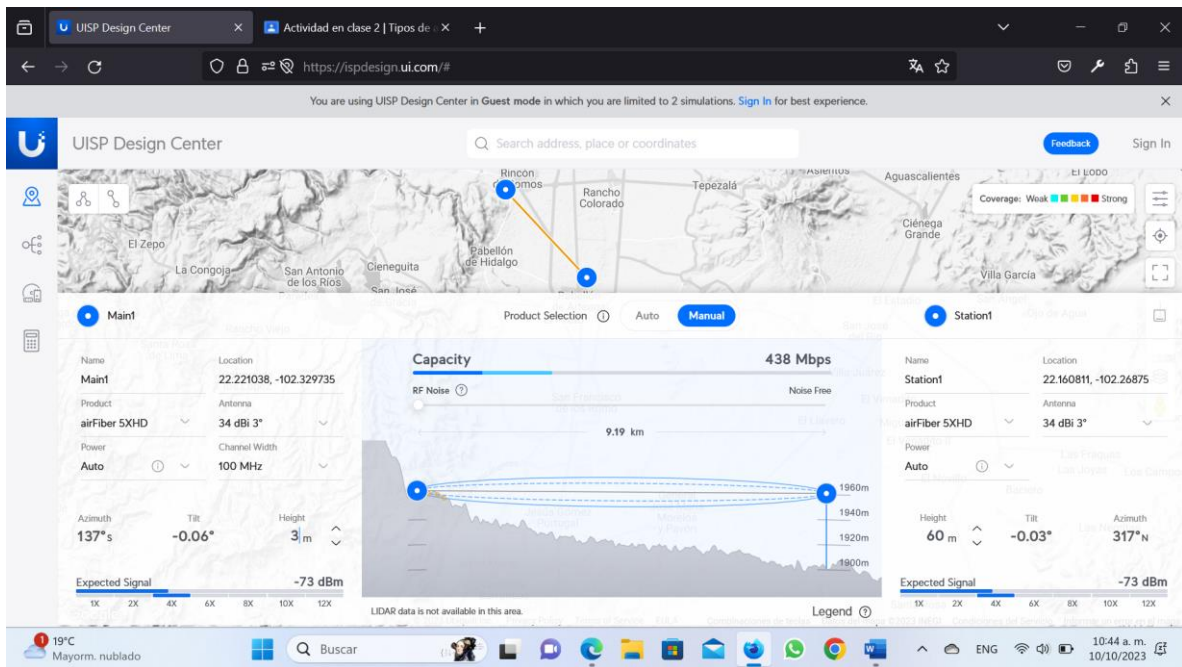 UISP Design Center
Actividad en clase 2 | Tipos de
https://ispdesign.ui.com/#
You are using UISP Design Center in Guest mode in which you are limited to 2 simulations. Sign In for best experience.
UISP Design Center
Search address, place or coordinates
Feedback
Sign In
Rincón
Tepezalá
Aguascalientes
Rancho
Colorado
Coverage: Weak Strong
Ciénega
Grande
El Zepo
Pabellón
de Hidalgo
La Congoja
San Antonio
de los Ríos
Cieneguita
San José
Villa García
Main1
Product Selection
Auto
Manual
Station1
Name
Main1
Location
22.221038, -102.329735
Product
airFiber 5XHD
Antenna
34 dBi 3°
Power
Auto
Channel Width
100 MHz
Azimuth
137° S
Tilt
-0.06°
Height
3 m
Expected Signal
-73 dBm
1X 2X 4X 6X 8X 10X 12X
Capacity
438 Mbps
RF Noise
Noise Free
9.19 km
1960m
1940m
1920m
1900m
LIDAR data is not available in this area.
Legend
Name
Station1
Location
22.160811, -102.26875
Product
airFiber 5XHD
Antenna
34 dBi 3°
Power
Auto
Height
60 m
Tilt
-0.03°
Azimuth
317° N
Expected Signal
-73 dBm
1X 2X 4X 6X 8X 10X 12X
1
19°C
Mayorm. nublado
Buscar
ENG
10:44 a. m.
10/10/2023